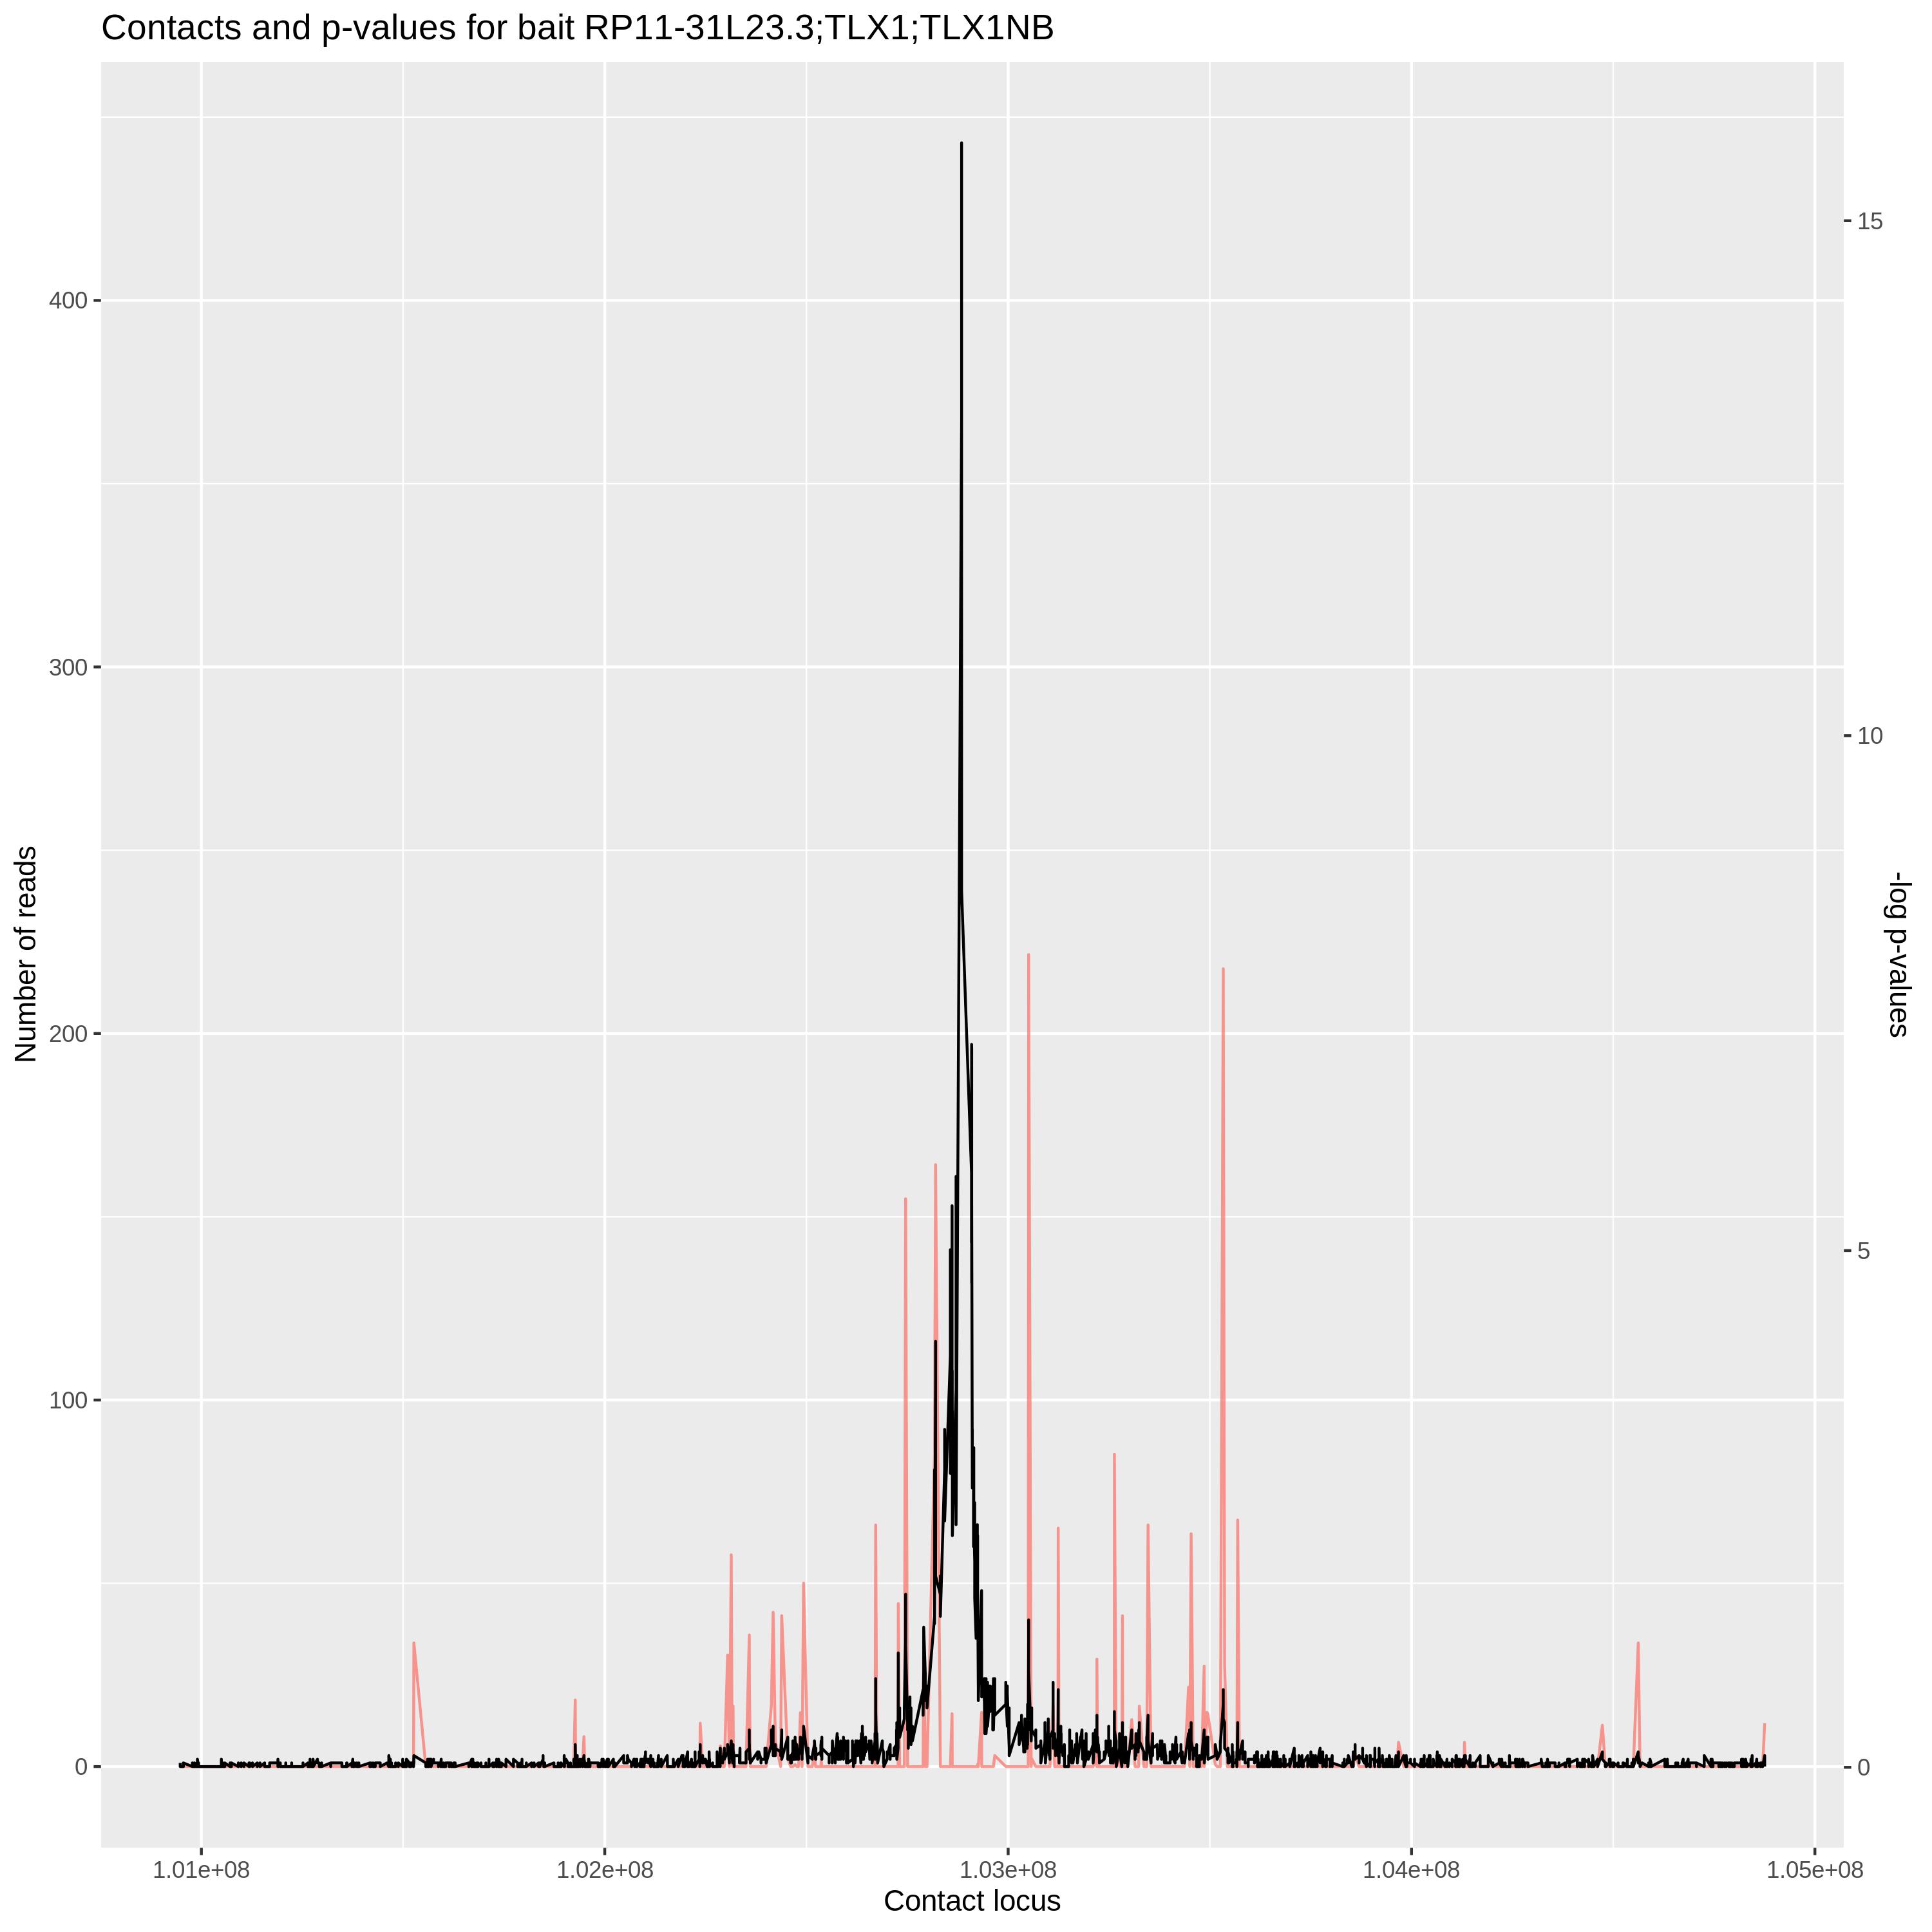 Contacts and p-values for bait RP11-31L23.3;TLX1;TLX1NB
400
300
200
100
0
Number of reads
15
10
5
0
-log p-values
1.01e+08 1.02e+08 1.03e+08 1.04e+08 1.05e+08
Contact locus